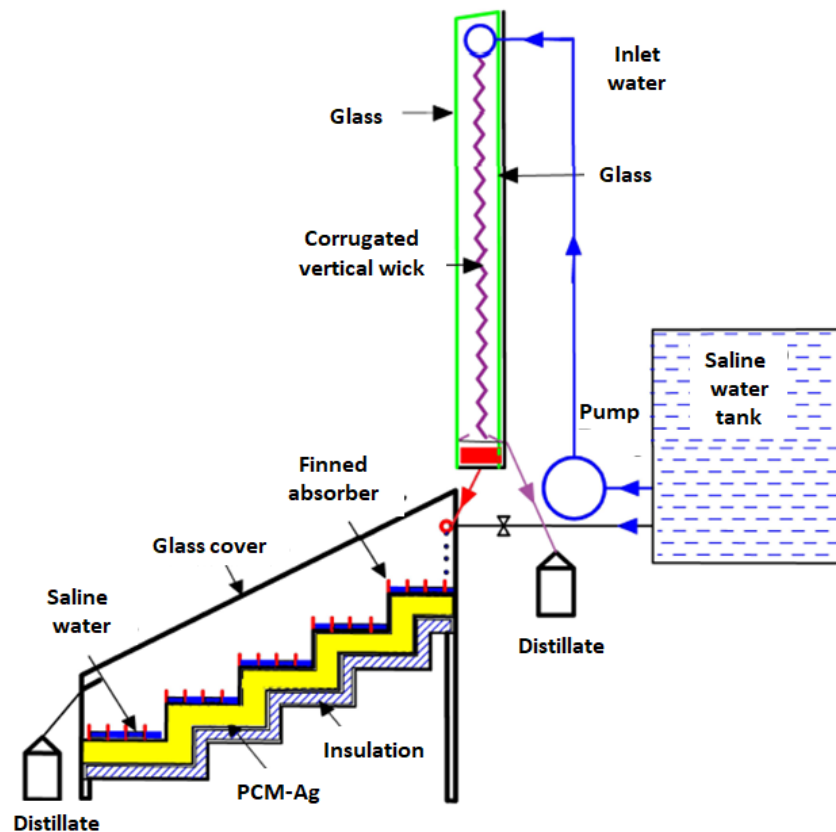 Inlet
water
Glass
Glass
Corrugated
vertical wick
Saline
water
tank
Pump
Finned
absorber
Glass cover
Saline
water
Distillate
Insulation
PCM-Ag
Distillate